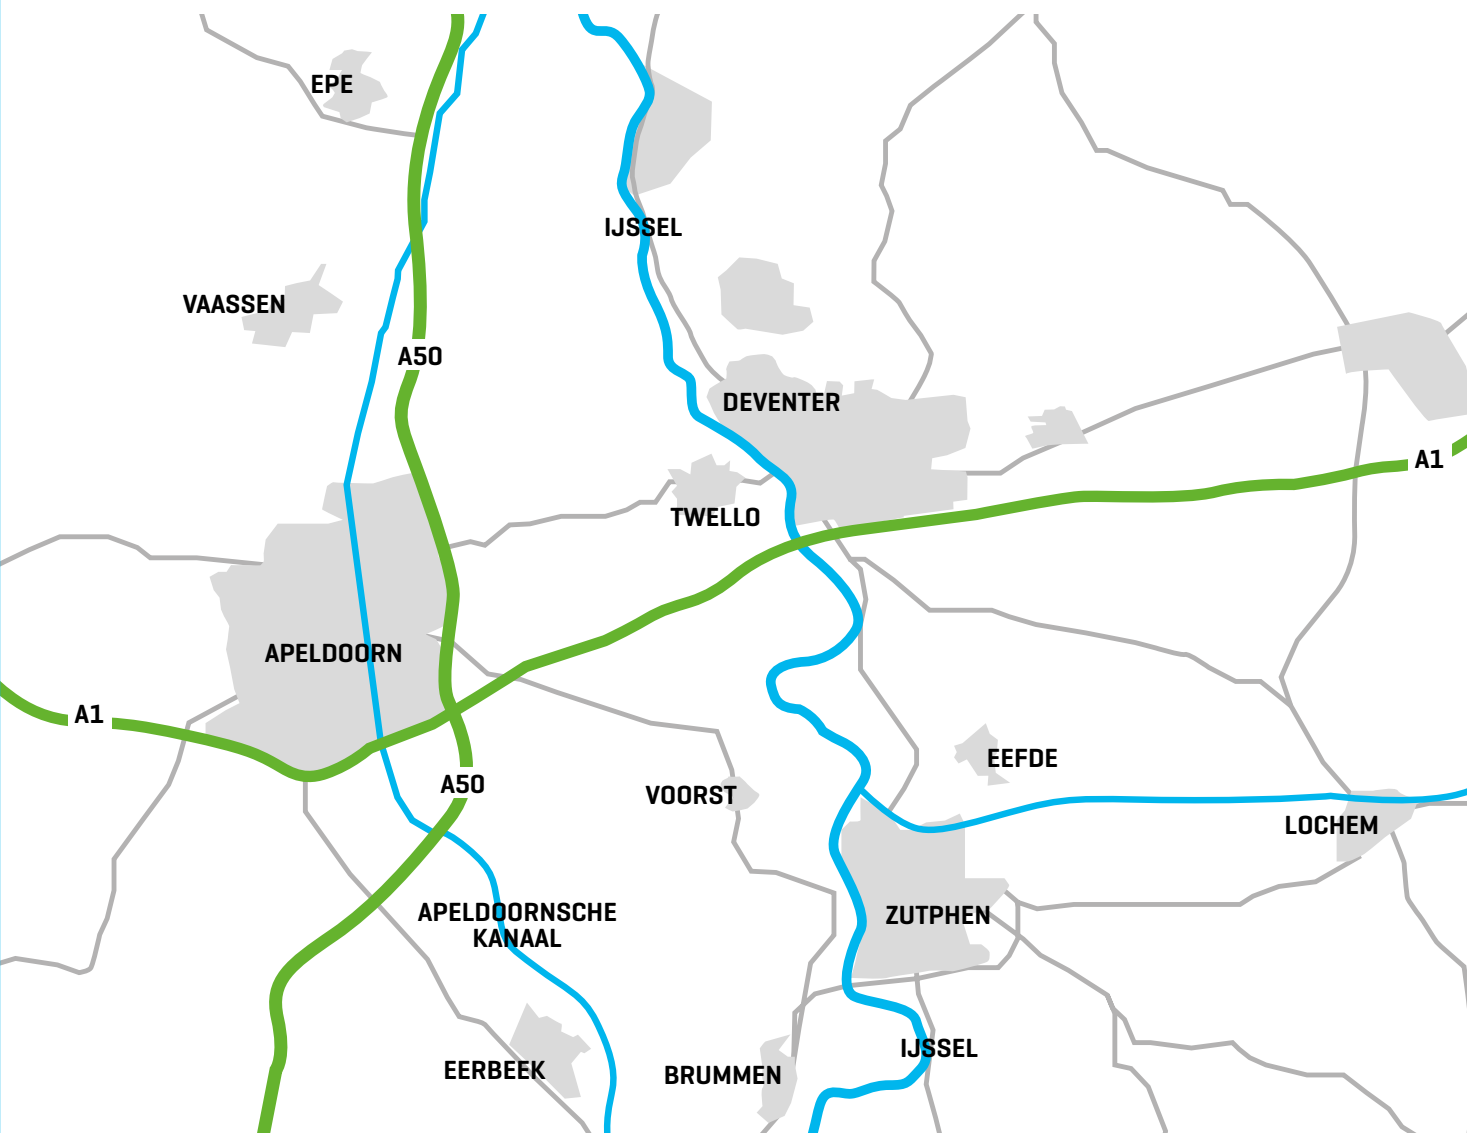 EPE
IJSSEL
VAASSEN
A50
DEVENTER
A1
TWELLO
APELDOORN
A1
EEFDE
A50
VOORST
LOCHEM
APELDOORNSCHE
KANAAL
ZUTPHEN
IJSSEL
EERBEEK
BRUMMEN